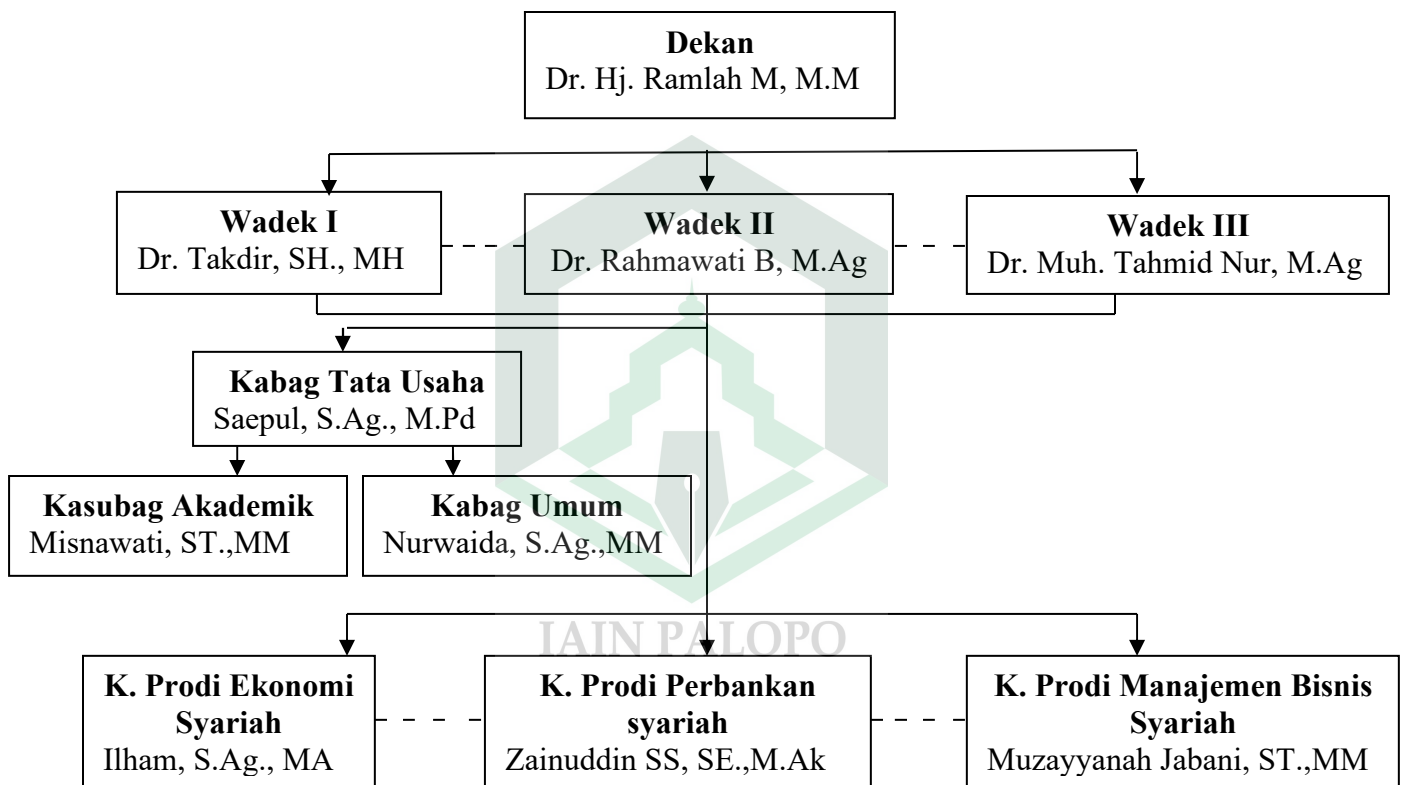 Dekan
Dr. Hj. Ramlah M, M.M
Wadek I
Dr. Takdir, SH., MH
Wadek II
Dr. Rahmawati B, M.Ag
Wadek III
Dr. Muh. Tahmid Nur, M.Ag
Kabag Tata Usaha
Saepul, S.Ag., M.Pd
Kasubag Akademik
Misnawati, ST.,MM
Kabag Umum
Nurwaida, S.Ag.,MM
IAIN PALOPO
K. Prodi Ekonomi
Syariah
Ilham, S.Ag., MA
K. Prodi Perbankan
syariah
Zainuddin SS, SE.,M.Ak
K. Prodi Manajemen Bisnis
Syariah
Muzayyanah Jabani, ST.,MM